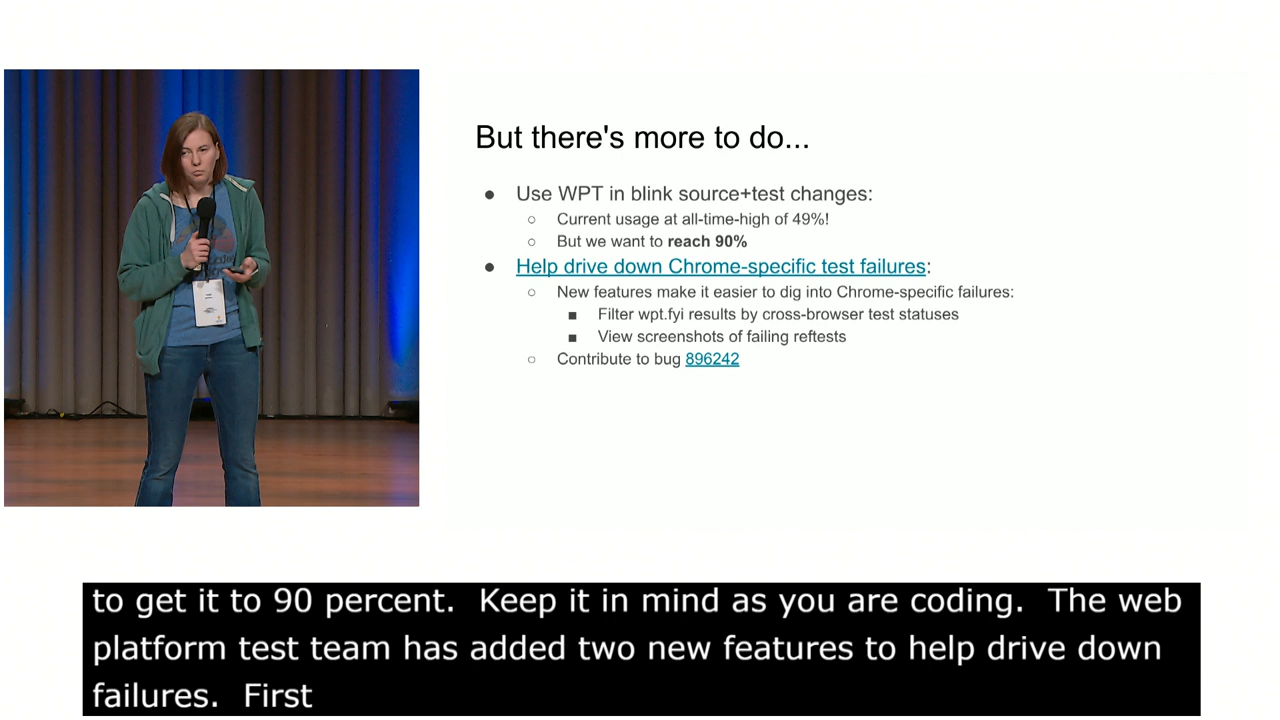 But there's more to do...
● Use WPT in blink source+test changes:
○ Current usage at all-time-high of 49%!
○ But we want to reach 90%
● Help drive down Chrome-specific test failures:
○ New features make it easier to dig into Chrome-specific failures:
■ Filter wpt.fyi results by cross-browser test statuses
■ View screenshots of failing reftests
○ Contribute to bug 896242
to get it to 90 percent.  Keep it in mind as you are coding.  The web
platform test team has added two new features to help drive down
failures.  First